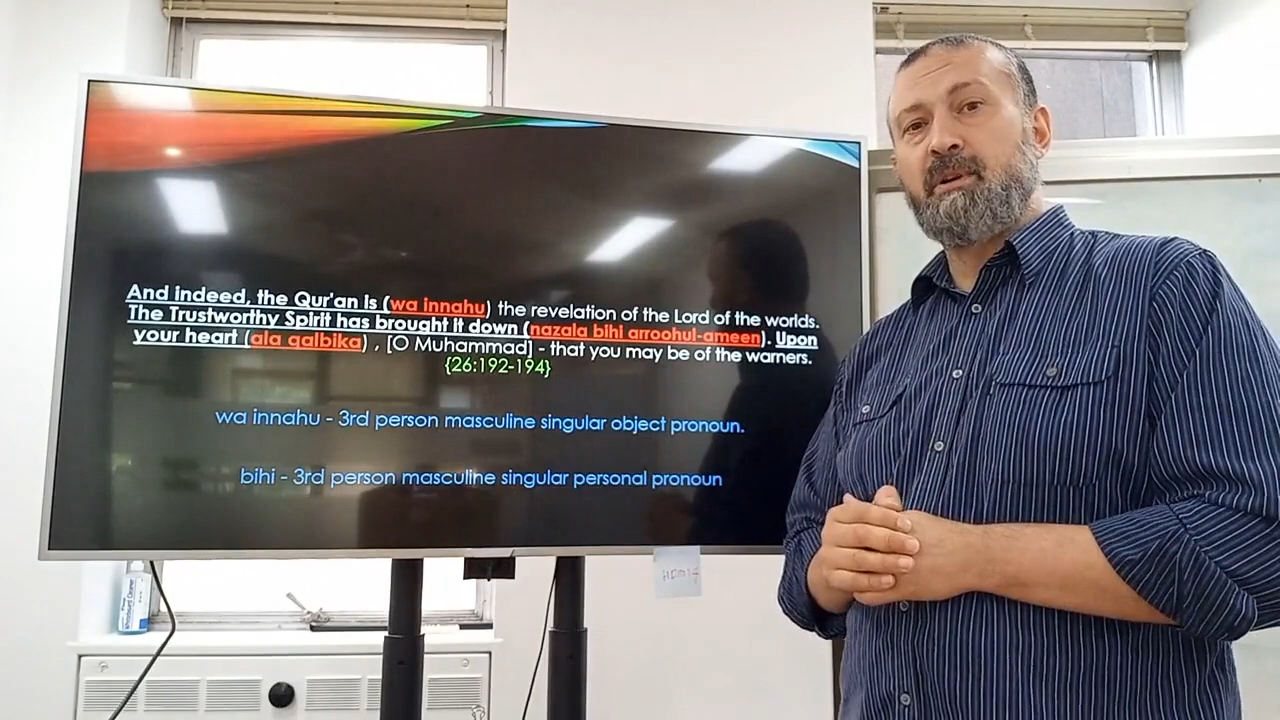 And indeed, the Qur'an is (wa innahu) the revelation of the Lord of the worlds.
The Trustworthy Spirit has brought it down (nazala bihi arroohul-ameen). Upon
your heart (ala qalbika) , [O Muhammad] - that you may be of the warners.
{26:192-194}
wa innahu - 3rd person masculine singular object pronoun.
bihi - 3rd person masculine singular personal pronoun